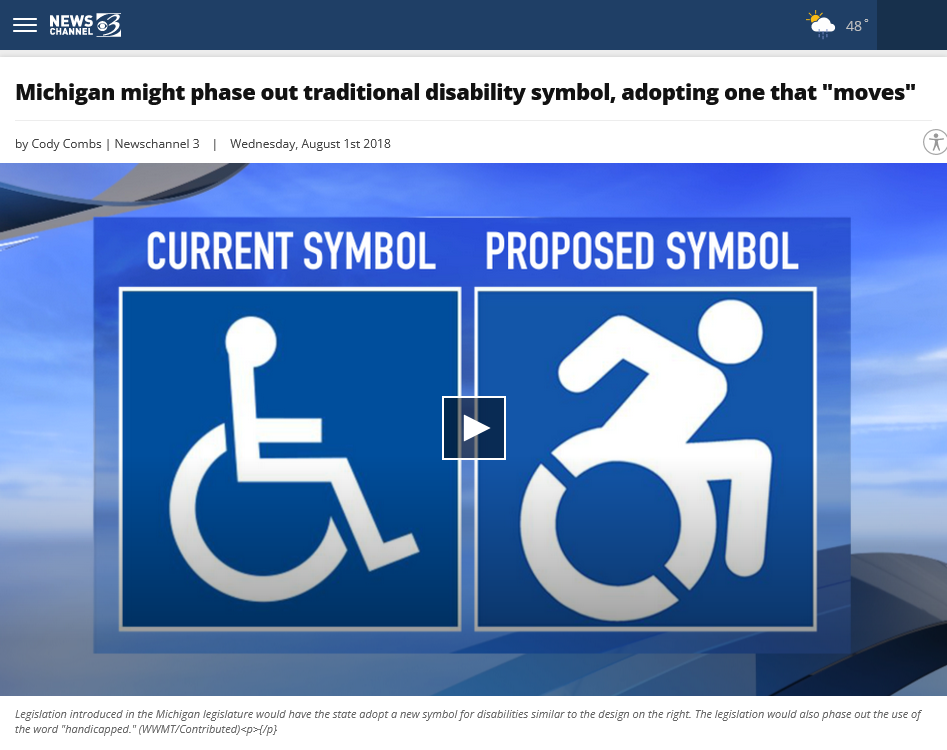 NEWS
CHANNEL 3
48°
Michigan might phase out traditional disability symbol, adopting one that "moves"
by Cody Combs | Newschannel 3 | Wednesday, August 1st 2018
CURRENT SYMBOL PROPOSED SYMBOL
Legislation introduced in the Michigan legislature would have the state adopt a new symbol for disabilities similar to the design on the right. The legislation would also phase out the use of
the word "handicapped." (WWMT/Contributed)<p>{/p}